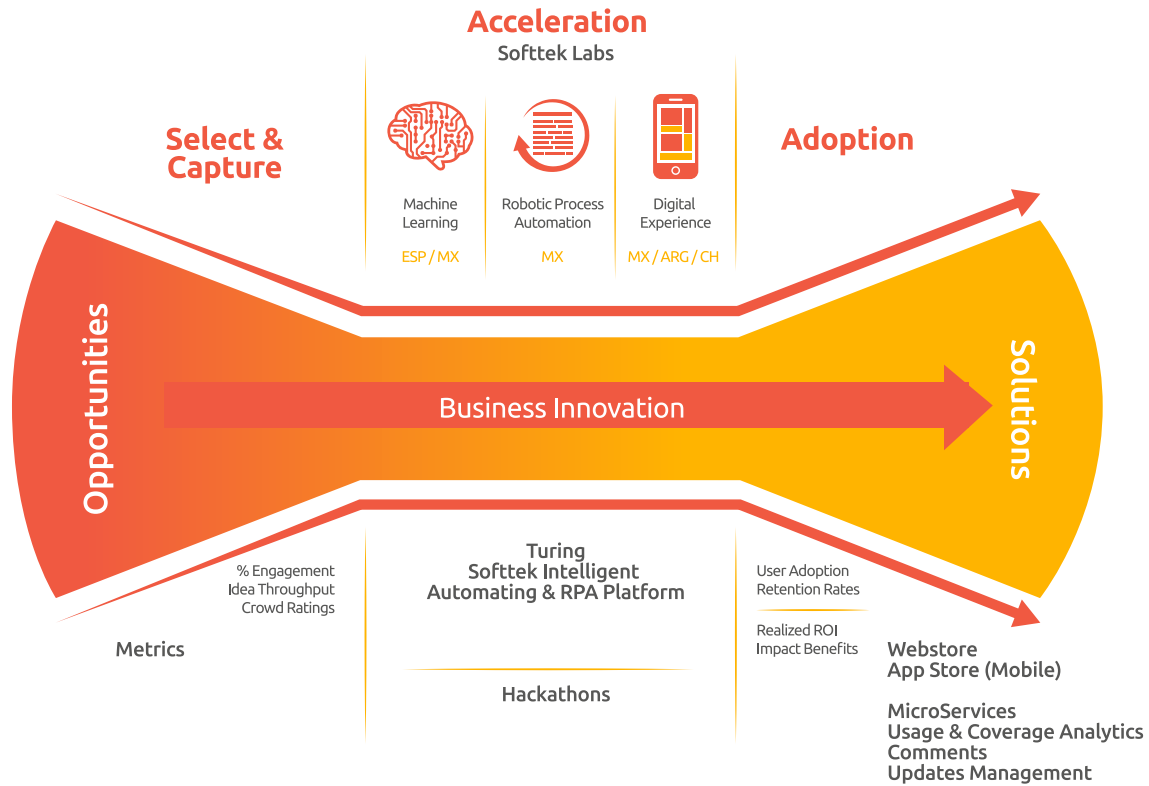 Acceleration
Softtek Labs
Select &
Capture
Adoption
Machine
Learning
ESP / MX
Robotic Process
Automation
MX
Digital
Experience
MX / ARG / CH
Opportunities
Business Innovation
Solutions
% Engagement
Idea Throughput
Crowd Ratings
Metrics
Turing
Softtek Intelligent
Automating & RPA Platform
Hackathons
User Adoption
Retention Rates
Realized ROI
Impact Benefits
Webstore
App Store (Mobile)
MicroServices
Usage & Coverage Analytics
Comments
Updates Management